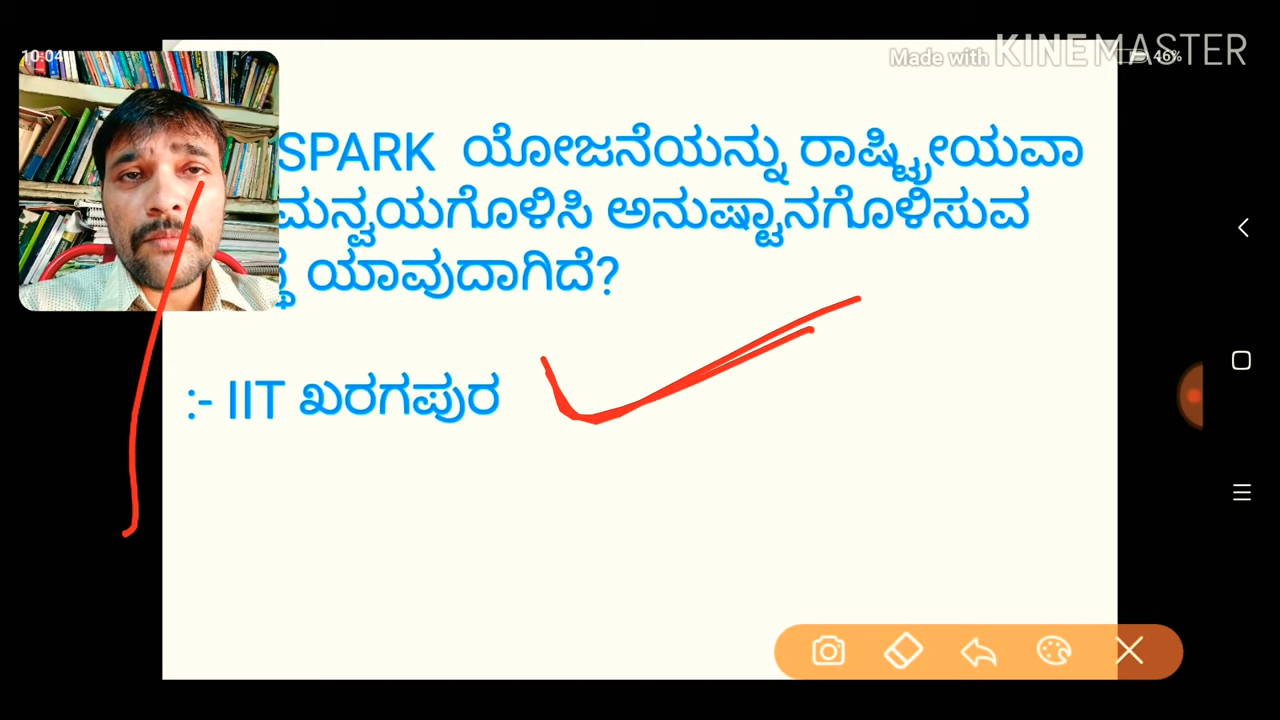 10:04
Made with KINEMASTER
46%
SPARK ಯೋಜನೆಯನ್ನು ರಾಷ್ಟ್ರೀಯವಾ
ಮನ್ವಯಗೊಳಿಸಿ ಅನುಷ್ಟಾನಗೊಳಿಸುವ
ಯಾವುದಾಗಿದೆ?
:- IIT ಖರಗಪುರ